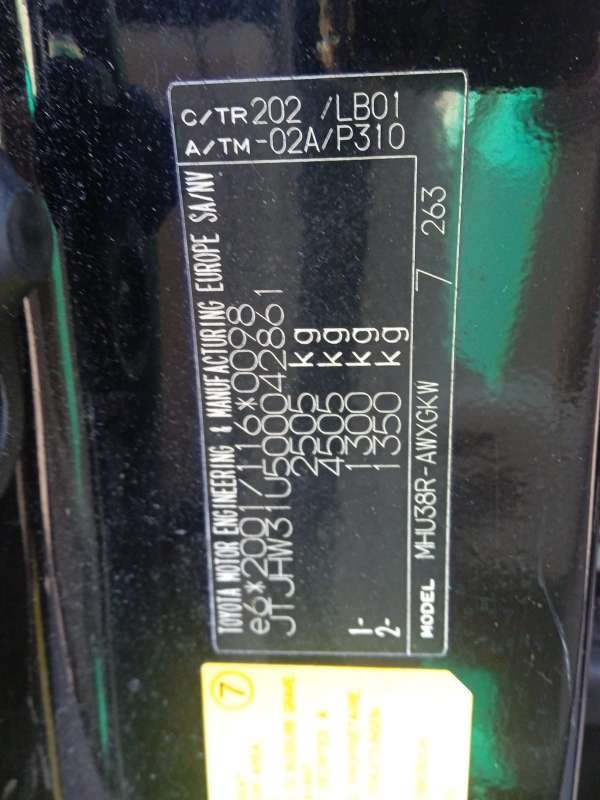 C/TR 202 /LB01
A/TM -02A/P310
TOYOTA MOTOR ENGINEERING & MANUFACTURING EUROPE SA/NV
e6*2001/116*0098
JTJHW31U500042861
2505 kg
4505 kg
1- 1300 kg
2- 1350 kg
MODEL MHU38R-AWXGKW 7 263
7